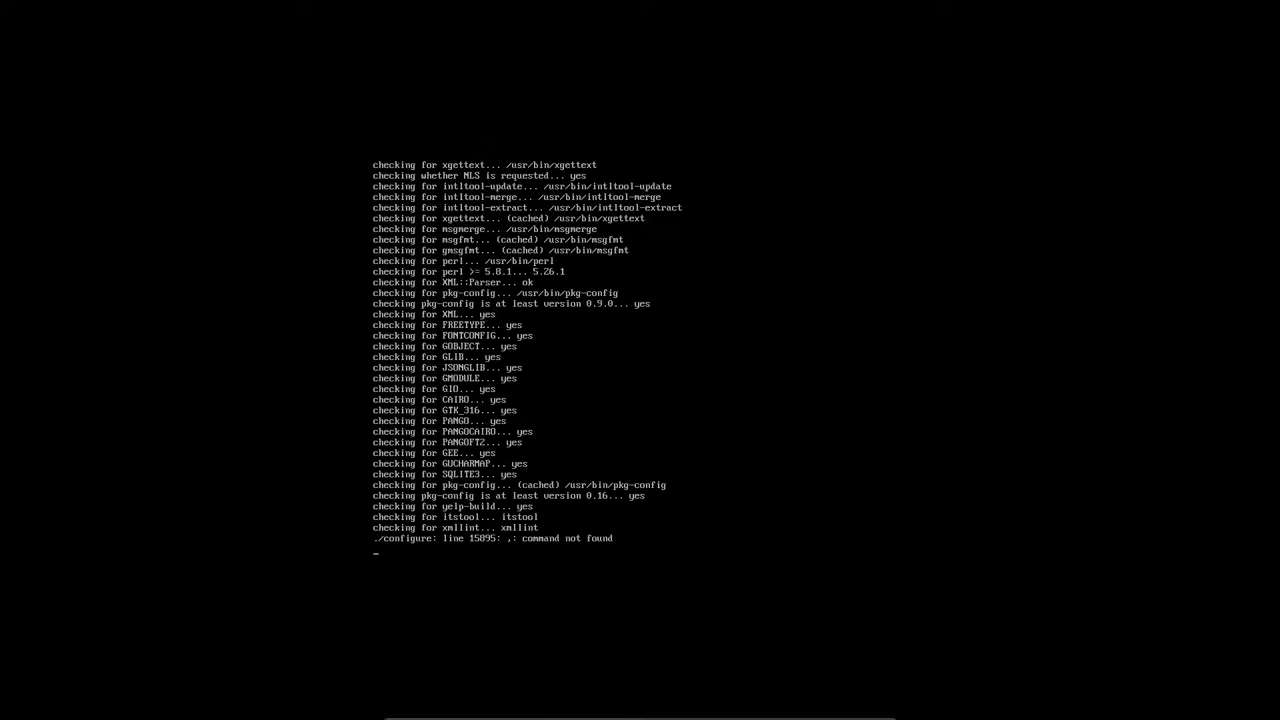 checking for xgettext... /usr/bin/xgettext
checking whether NLS is requested... yes
checking for intltool-update... /usr/bin/intltool-update
checking for intltool-merge... /usr/bin/intltool-merge
checking for intltool-extract... /usr/bin/intltool-extract
checking for xgettext... (cached) /usr/bin/xgettext
checking for msgmerge... /usr/bin/msgmerge
checking for msgfmt... (cached) /usr/bin/msgfmt
checking for gmsgfmt... (cached) /usr/bin/msgfmt
checking for perl... /usr/bin/perl
checking for perl >= 5.8.1... 5.26.1
checking for XML::Parser... ok
checking for pkg-config... /usr/bin/pkg-config
checking pkg-config is at least version 0.9.0... yes
checking for XML... yes
checking for FREETYPE... yes
checking for FONTCONFIG... yes
checking for GOBJECT... yes
checking for GLIB... yes
checking for JSONGLIB... yes
checking for GMODULE... yes
checking for GIO... yes
checking for CAIRO... yes
checking for GTK_316... yes
checking for PANGO... yes
checking for PANGOCAIRO... yes
checking for PANGOFT2... yes
checking for GEE... yes
checking for GUCHARMAP... yes
checking for SQLITE3... yes
checking for pkg-config... (cached) /usr/bin/pkg-config
checking pkg-config is at least version 0.16... yes
checking for yelp-build... yes
checking for itstool... itstool
checking for xmllint... xmllint
./configure: line 15895: ,: command not found
_